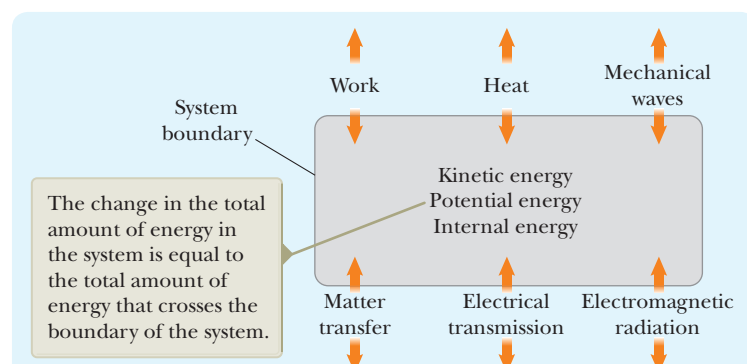 Work
Heat
Mechanical
waves
System
boundary
Kinetic energy
Potential energy
Internal energy
The change in the total
amount of energy in
the system is equal to
the total amount of
energy that crosses the
boundary of the system.
Matter
transfer
Electrical
transmission
Electromagnetic
radiation